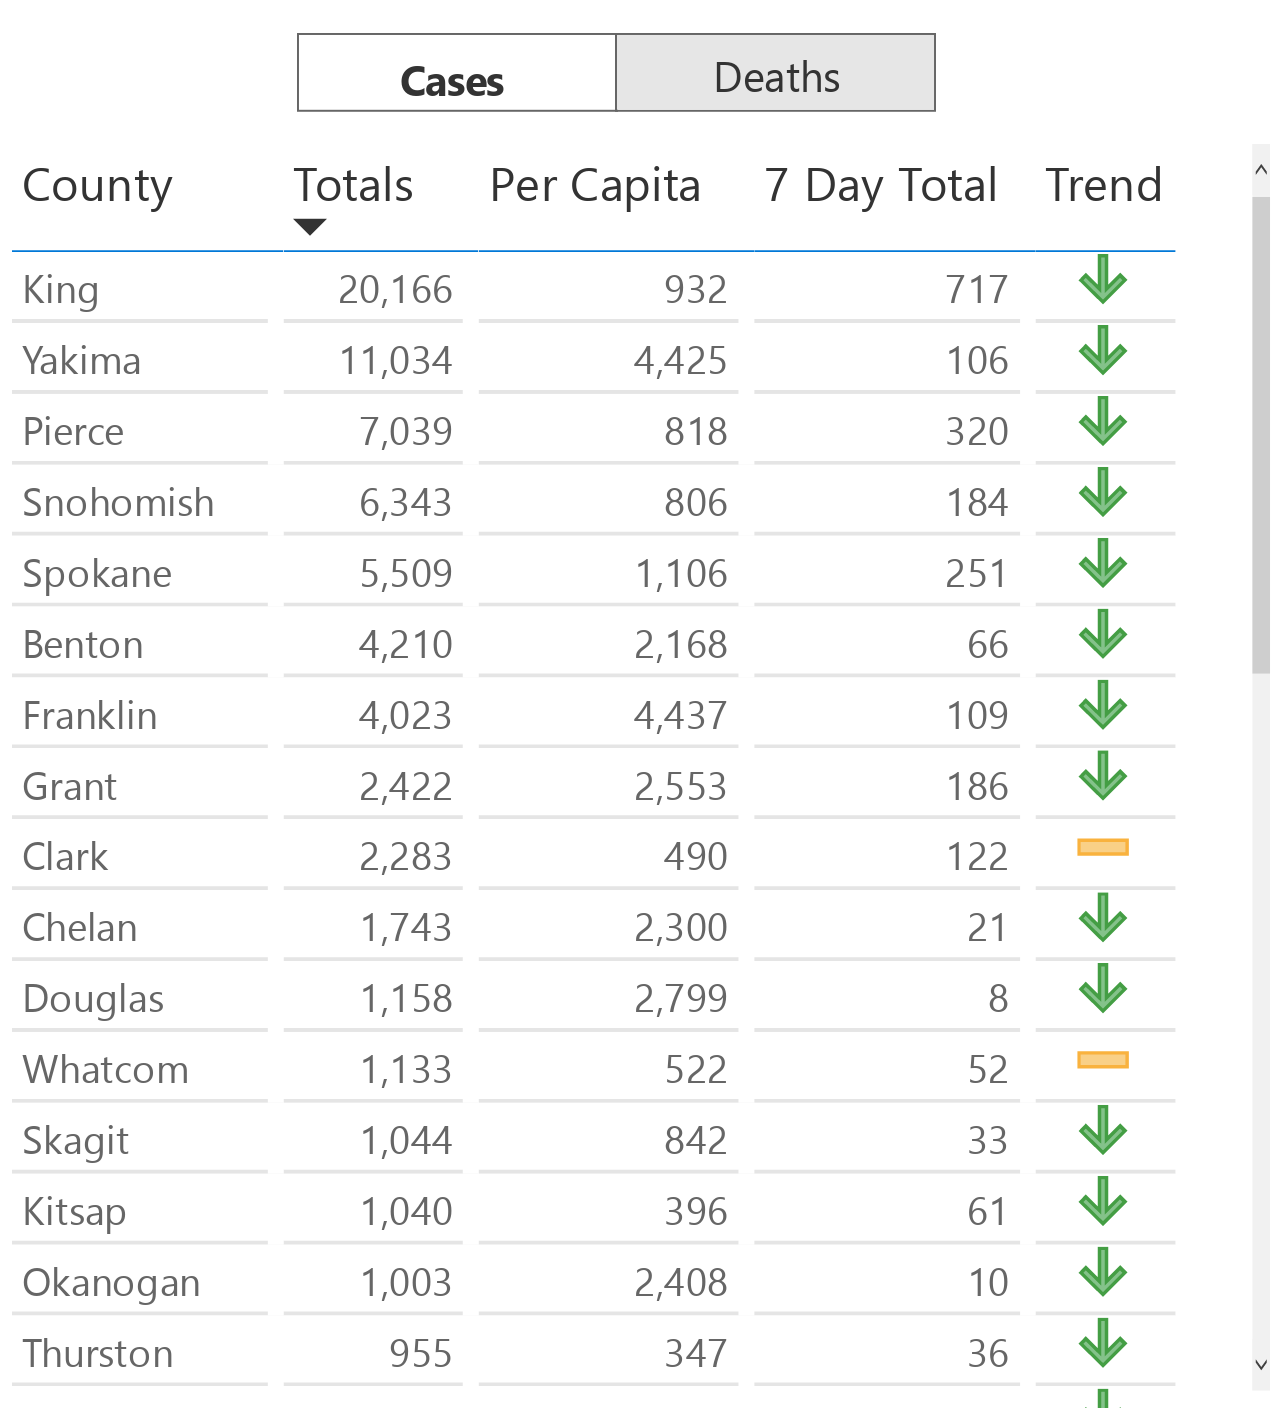 Cases Deaths
County Totals Per Capita 7 Day Total Trend
King 20,166 932 717
Yakima 11,034 4,425 106
Pierce 7,039 818 320
Snohomish 6,343 806 184
Spokane 5,509 1,106 251
Benton 4,210 2,168 66
Franklin 4,023 4,437 109
Grant 2,422 2,553 186
Clark 2,283 490 122
Chelan 1,743 2,300 21
Douglas 1,158 2,799 8
Whatcom 1,133 522 52
Skagit 1,044 842 33
Kitsap 1,040 396 61
Okanogan 1,003 2,408 10
Thurston 955 347 36